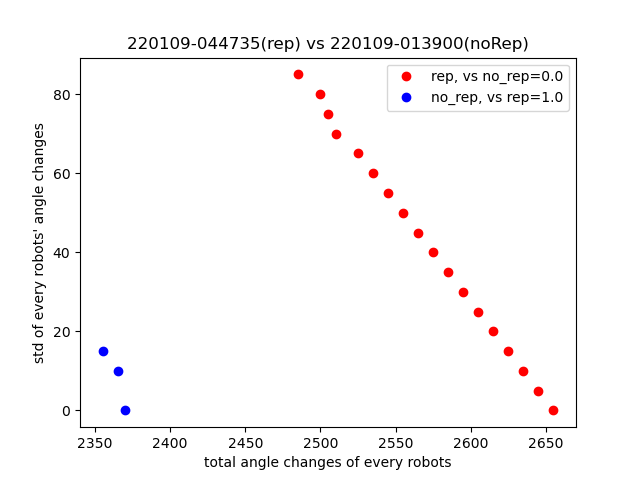 220109-044735(rep) vs 220109-013900(noRep)
rep, vs no_rep=0.0
no_rep, vs rep=1.0
std of every robots' angle changes
80
60
40
20
0
2350 2400 2450 2500 2550 2600 2650
total angle changes of every robots